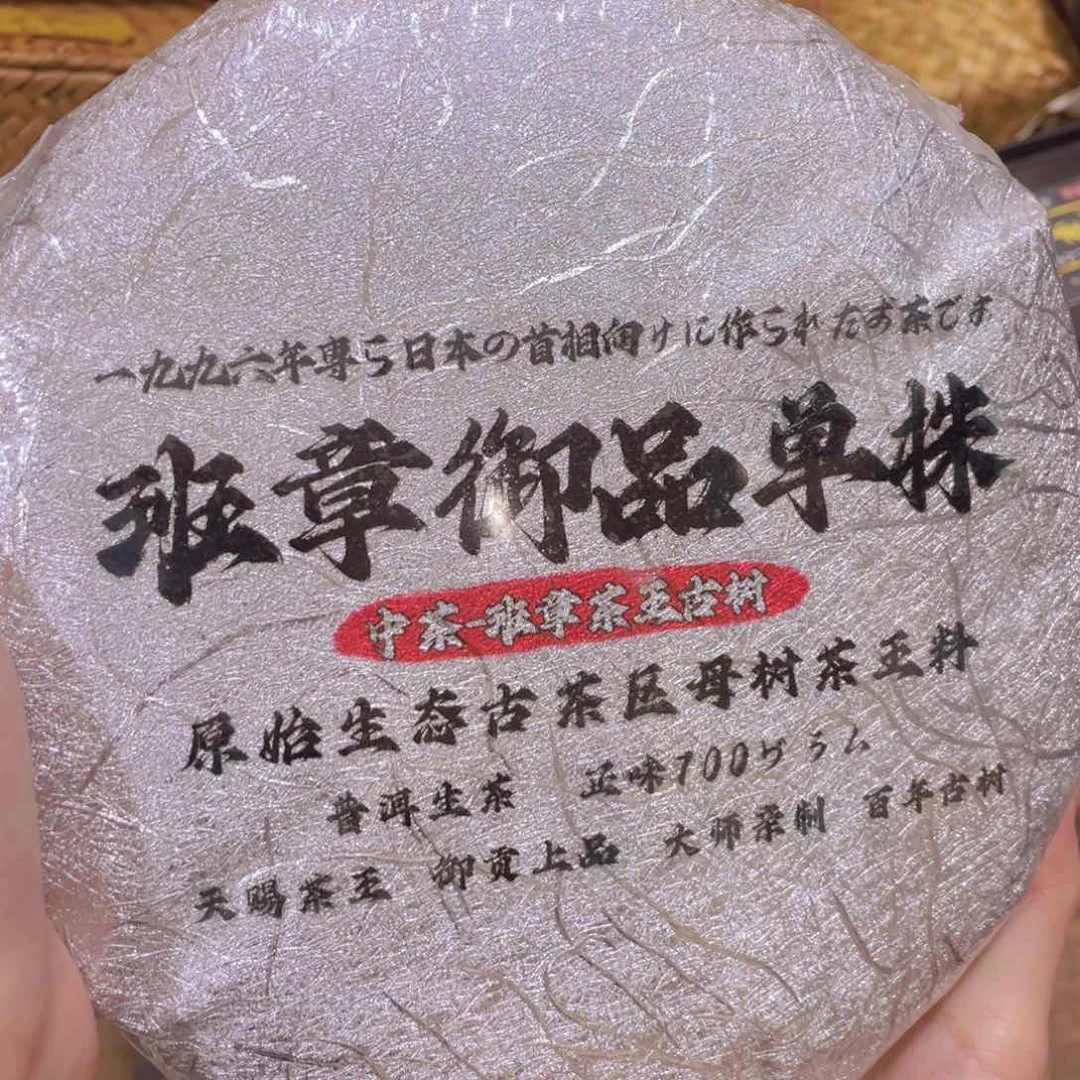 一九九六年専ら日本の首相向けに作られたお茶です
班章御品单株
中茶-班章茶王古树
原始生态古茶区母树茶王料
普洱生茶 正味700グラム
天赐茶王 御贡上品 大师亲制 百年古树